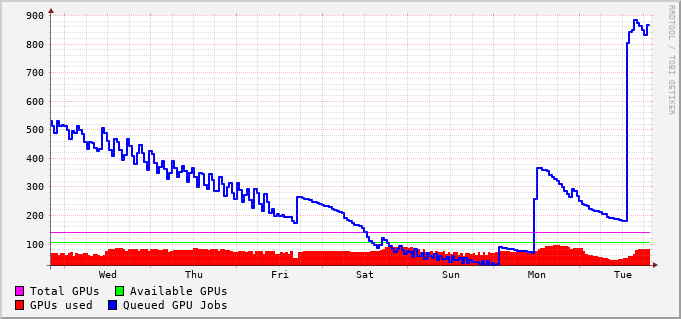 900
800
700
600
500
400
300
200
100
Wed Thu Fri Sat Sun Mon Tue
Total GPUs Available GPUs
GPUs used Queued GPU Jobs
RRDTOOL / TOBI OETIKER